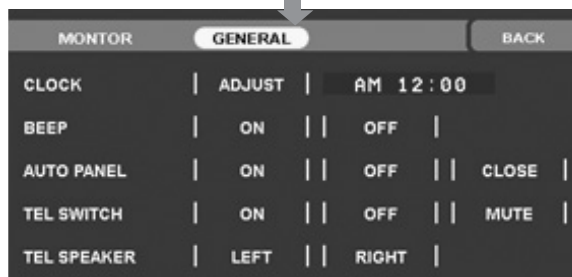 MONTOR GENERAL BACK
CLOCK | ADJUST | AM 12:00
BEEP | ON | | OFF |
AUTO PANEL | ON | | OFF | | CLOSE |
TEL SWITCH | ON | | OFF | | MUTE |
TEL SPEAKER | LEFT | | RIGHT |